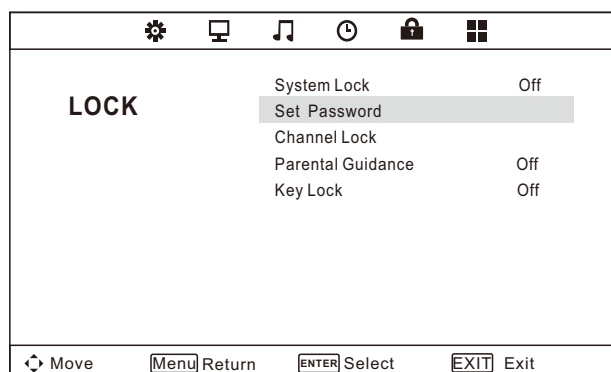 LOCK
System Lock Off
Set Password
Channel Lock
Parental Guidance Off
Key Lock Off
Move Menu Return ENTER Select EXIT Exit